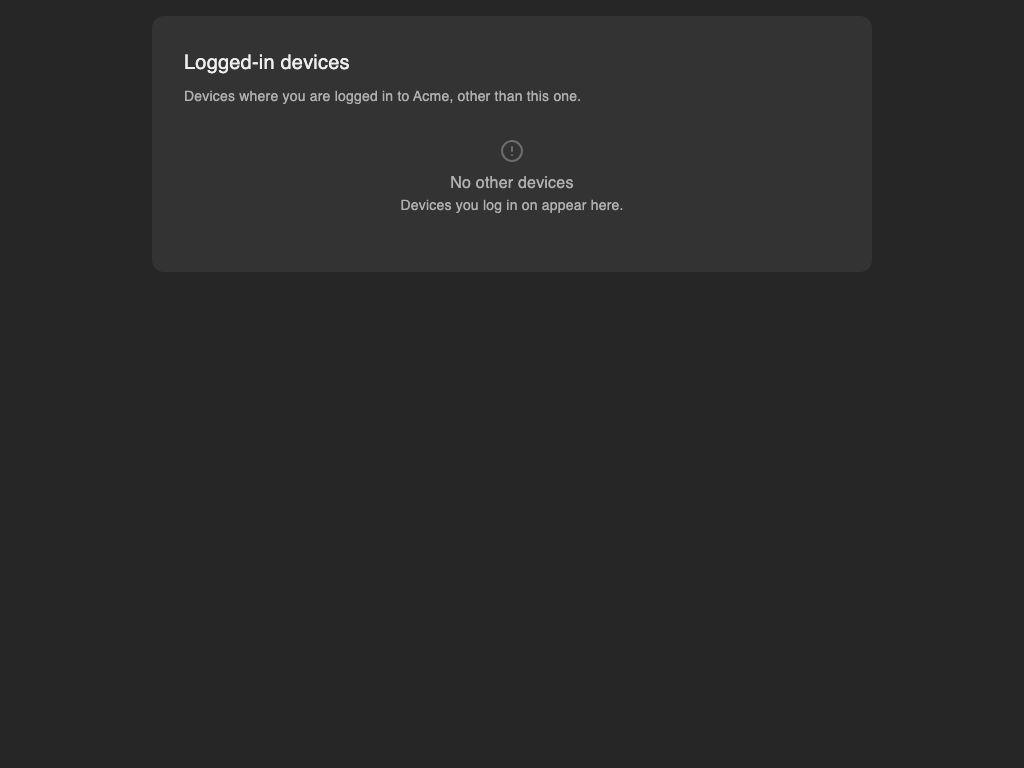 Logged-in devices
Devices where you are logged in to Acme, other than this one.
No other devices
Devices you log in on appear here.